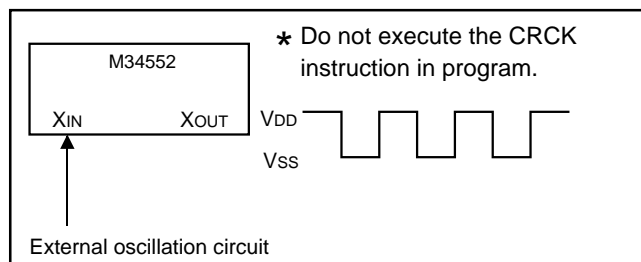 * Do not execute the CRCK
instruction in program.
M34552
XIN XOUT
VDD
VSS
External oscillation circuit